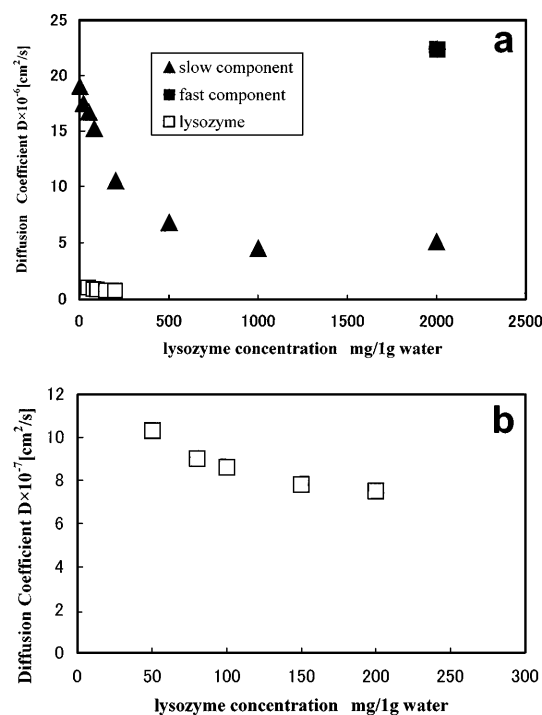 a
25
20
15
10
5
0
Diffusion Coefficient D×10⁻⁶[cm²/s]
slow component
fast component
lysozyme
0 500 1000 1500 2000 2500
lysozyme concentration mg/1g water
b
12
10
8
6
4
2
0
Diffusion Coefficient D×10⁻⁷[cm²/s]
0 50 100 150 200 250 300
lysozyme concentration mg/1g water